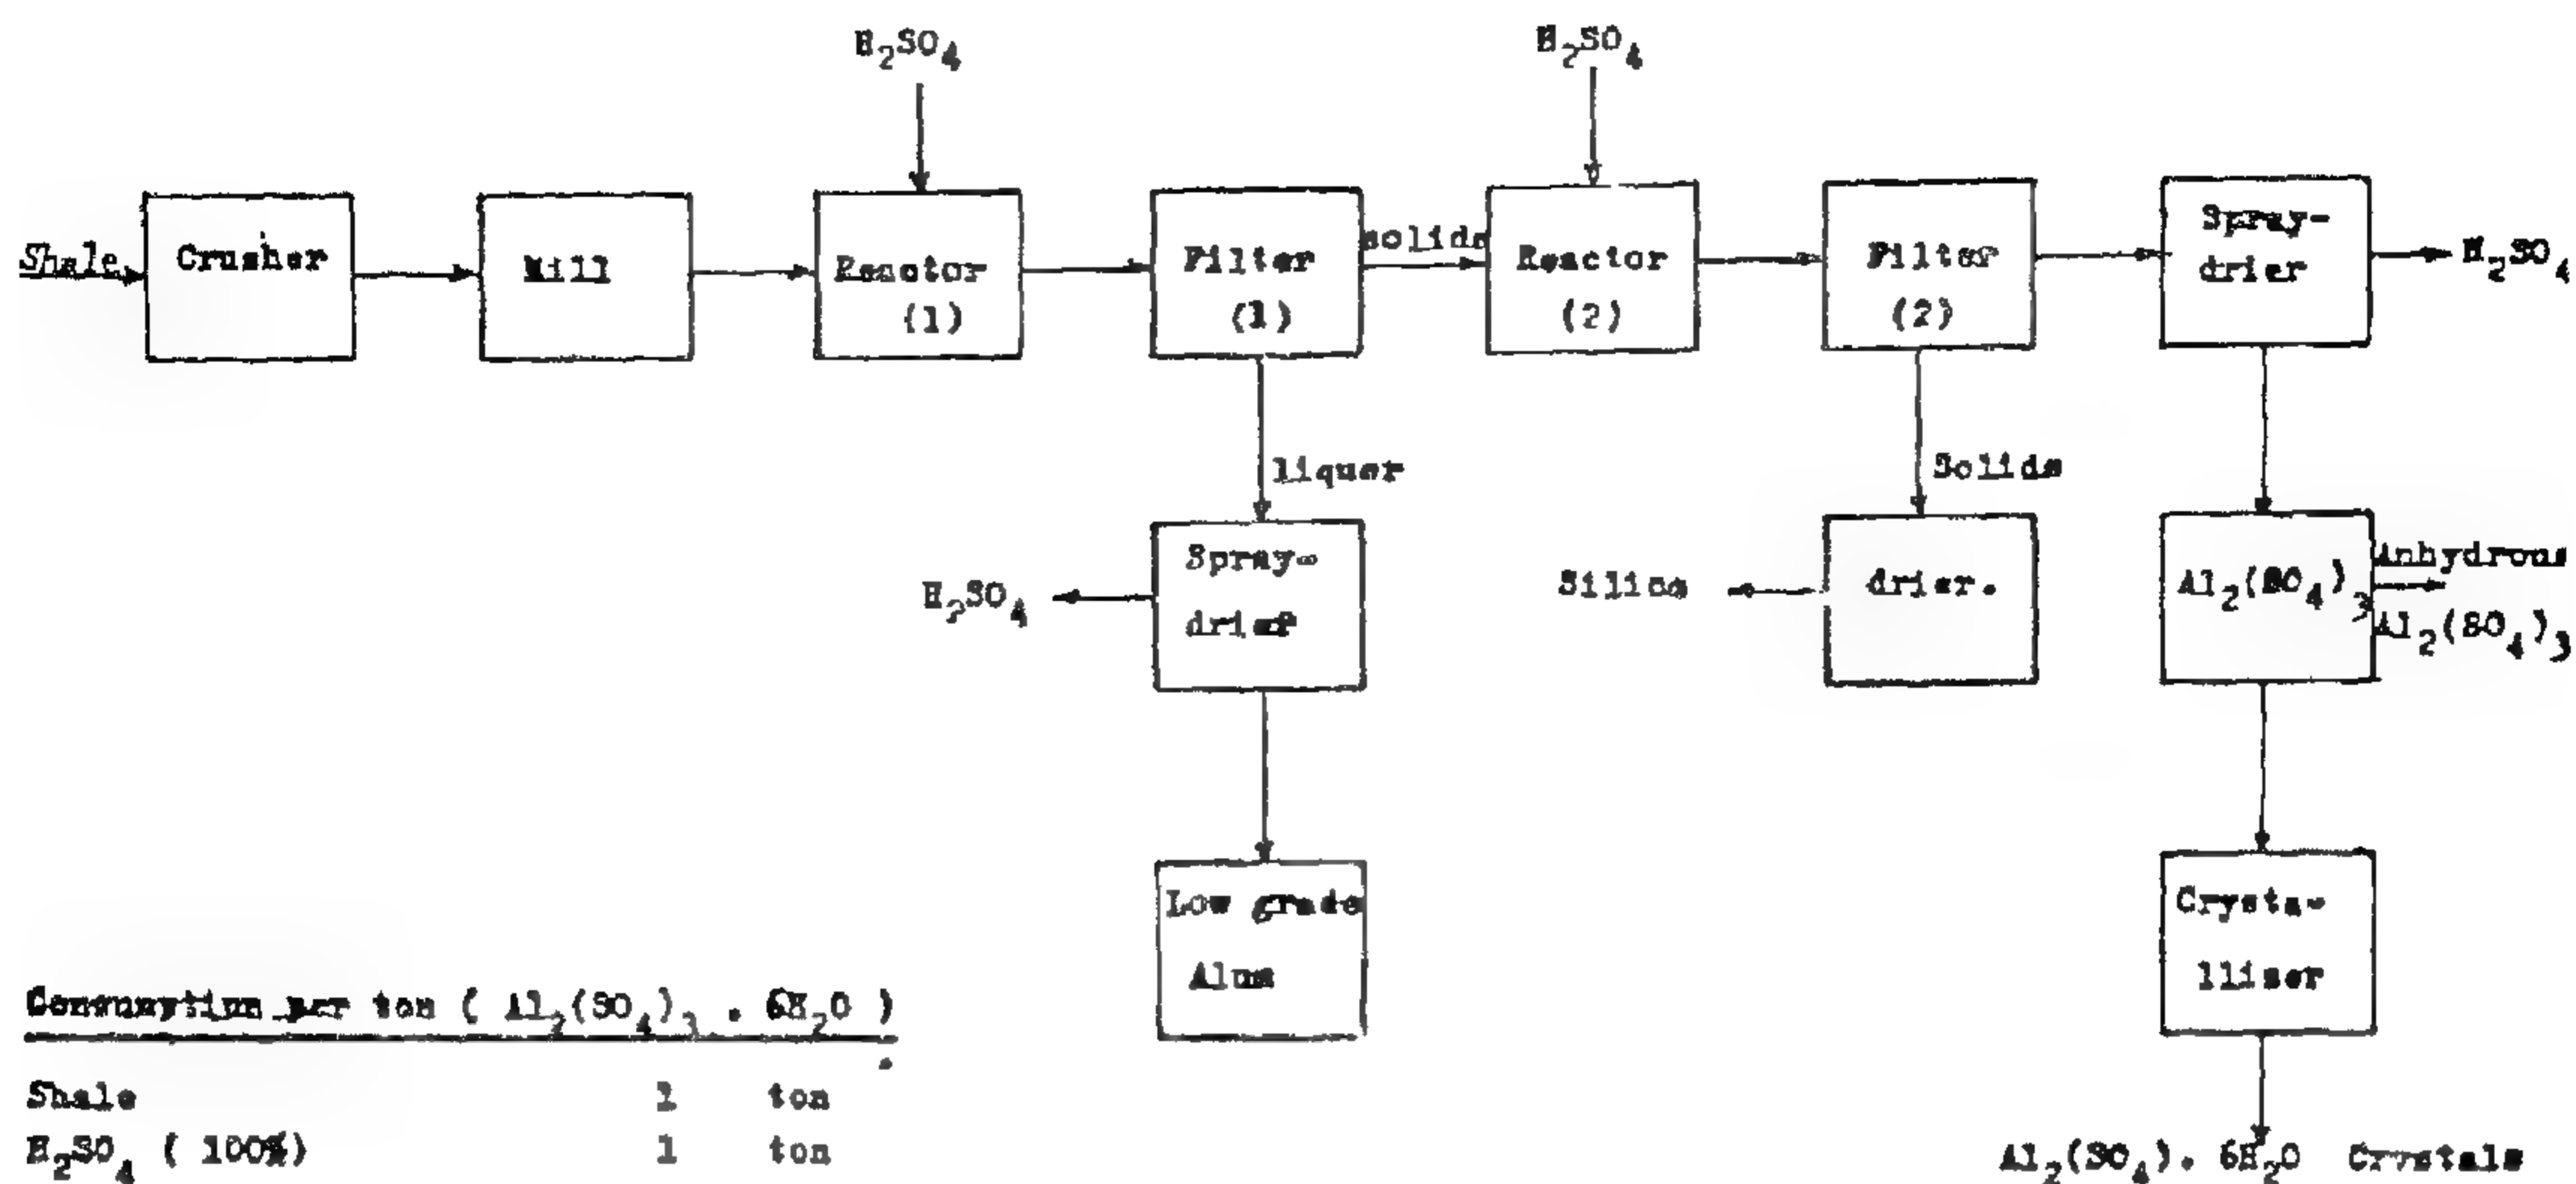 H₂SO₄
H₂SO₄
Shale
Crusher
Mill
Reactor
(1)
Filter
(1)
solids
Reactor
(2)
Filter
(2)
Spray-
drier
H₂SO₄
liquer
Solids
Spray-
drier
H₂SO₄
Silica
drier.
Al₂(SO₄)₃
Anhydrous
Al₂(SO₄)₃
Low grade
Alum
Crysta-
lliser
Al₂(SO₄). 6H₂O Crystals
Consumption per ton ( Al₂(SO₄)₃ . 6H₂O ) .
Shale ton
H₂SO₄ ( 100%) 1 ton